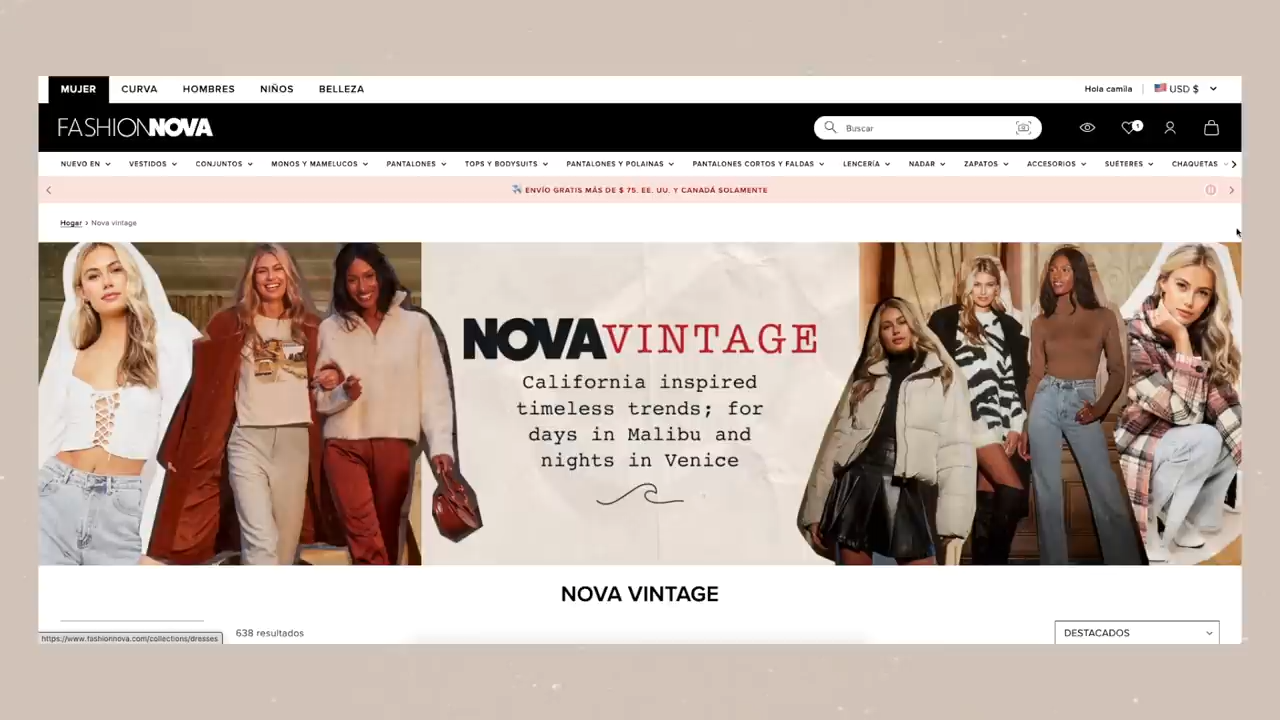 MUJER CURVA HOMBRES NIÑOS BELLEZA Hola camila USD $
FASHIONNOVA Buscar 1
NUEVO EN VESTIDOS CONJUNTOS MONOS Y MAMELUCOS PANTALONES TOPS Y BODYSUITS PANTALONES Y POLAINAS PANTALONES CORTOS Y FALDAS LENCERÍA NADAR ZAPATOS ACCESORIOS SUÉTERES CHAQUETAS
ENVÍO GRATIS MÁS DE $ 75. EE. UU. Y CANADÁ SOLAMENTE
Hogar > Nova vintage
NOVAVINTAGE
California inspired
timeless trends; for
days in Malibu and
nights in Venice
NOVA VINTAGE
638 resultados DESTACADOS
https://www.fashionnova.com/collections/dresses